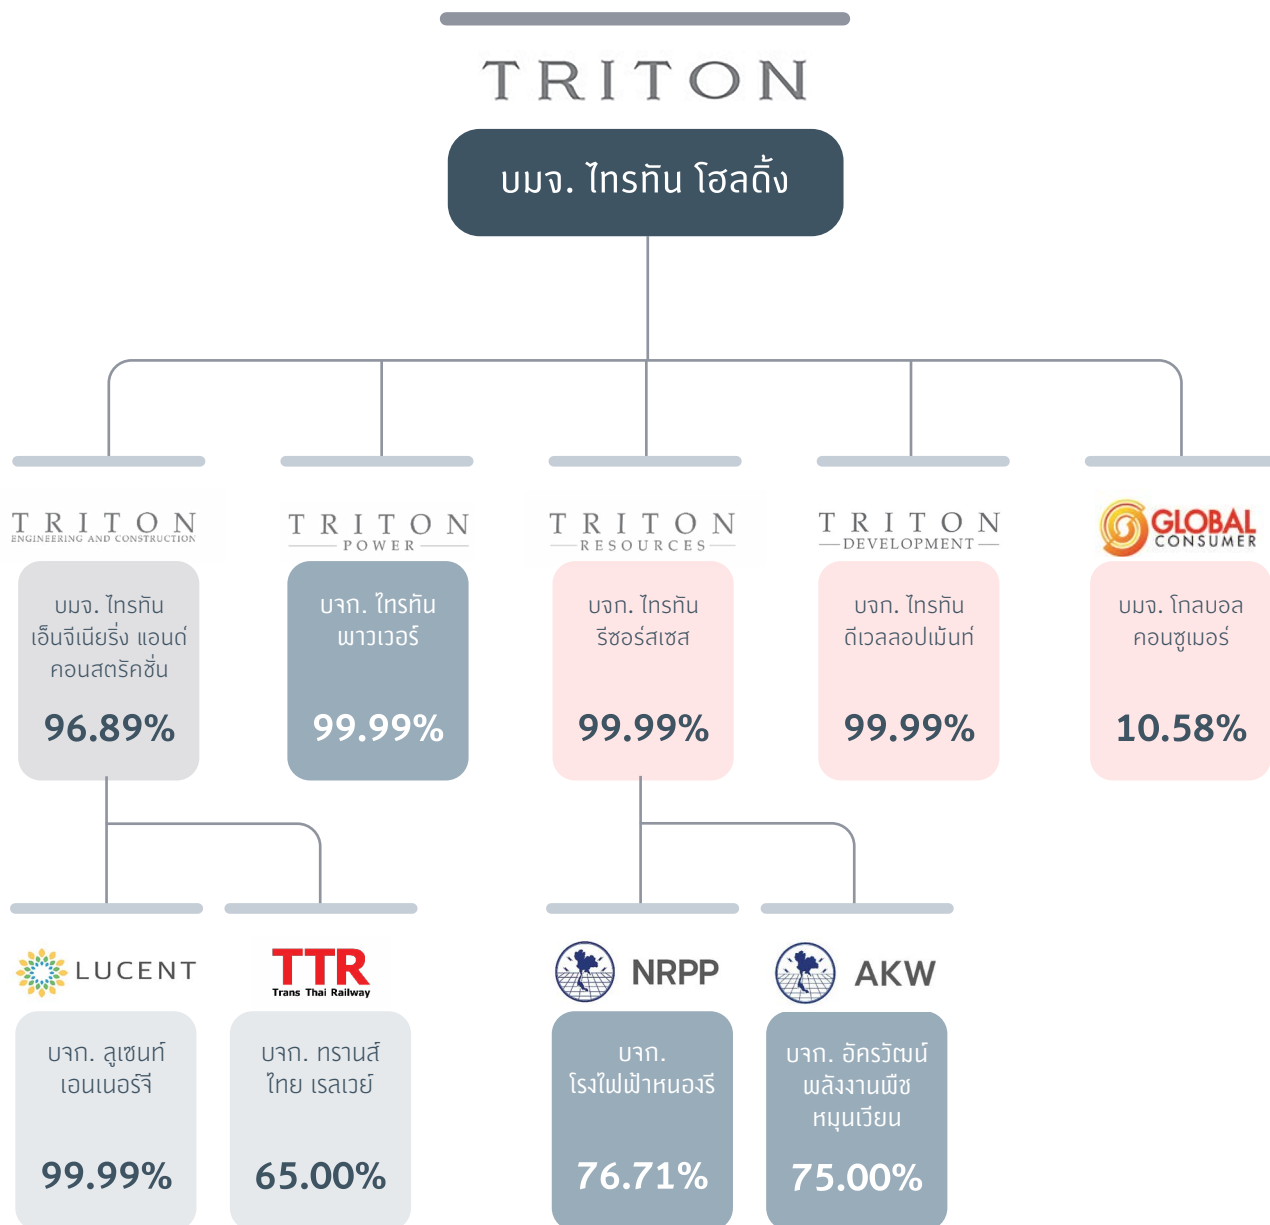 TRITON
บมจ. ไทรทัน โฮลดิ้ง
TRITON
ENGINEERING AND CONSTRUCTION
บมจ. ไทรทัน
เอ็นจีเนียริ่ง แอนด์
คอนสตรัคชั่น
96.89%
TRITON
POWER
บจก. ไทรทัน
พาวเวอร์
99.99%
TRITON
RESOURCES
บจก. ไทรทัน
รีซอร์สเซส
99.99%
TRITON
DEVELOPMENT
บจก. ไทรทัน
ดีเวลลอปเม้นท์
99.99%
GLOBAL
CONSUMER
บมจ. โกลบอล
คอนซูเมอร์
10.58%
LUCENT
บจก. ลูเซนท์
เอนเนอร์จี
99.99%
TTR
Trans Thai Railway
บจก. ทรานส์
ไทย เรลเวย์
65.00%
NRPP
บจก.
โรงไฟฟ้าหนองรี
76.71%
AKW
บจก. อัครวัฒน์
พลังงานพืช
หมุนเวียน
75.00%